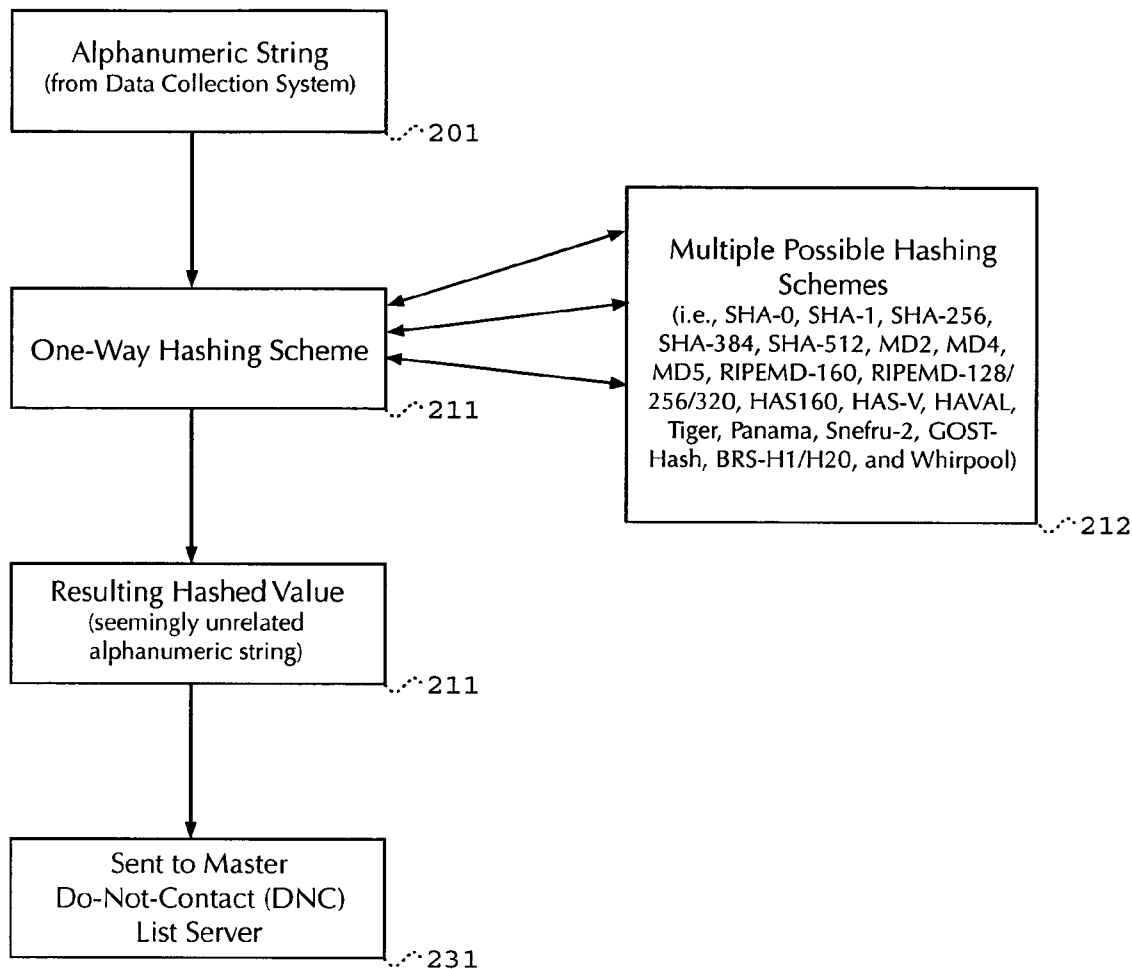 Alphanumeric String
(from Data Collection System)
201
Multiple Possible Hashing
Schemes
(i.e., SHA-0, SHA-1, SHA-256,
SHA-384, SHA-512, MD2, MD4,
MD5, RIPEMD-160, RIPEMD-128/
256/320, HAS160, HAS-V, HAVAL,
Tiger, Panama, Snefru-2, GOST-
Hash, BRS-H1/H20, and Whirpool)
212
One-Way Hashing Scheme
211
Resulting Hashed Value
(seemingly unrelated
alphanumeric string)
211
Sent to Master
Do-Not-Contact (DNC)
List Server
231